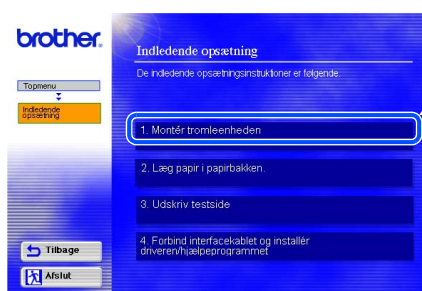 brother.
Topmenu
Indledende
opsætning
Tilbage
Afslut
Indledende opsætning
De indledende opsætningsinstruktioner er følgende.
1. Montér tromleenheden
2. Læg papir i papirbakken.
3. Udskriv testside
4. Forbind interfacekablet og installér
driveren/hjælpeprogrammet